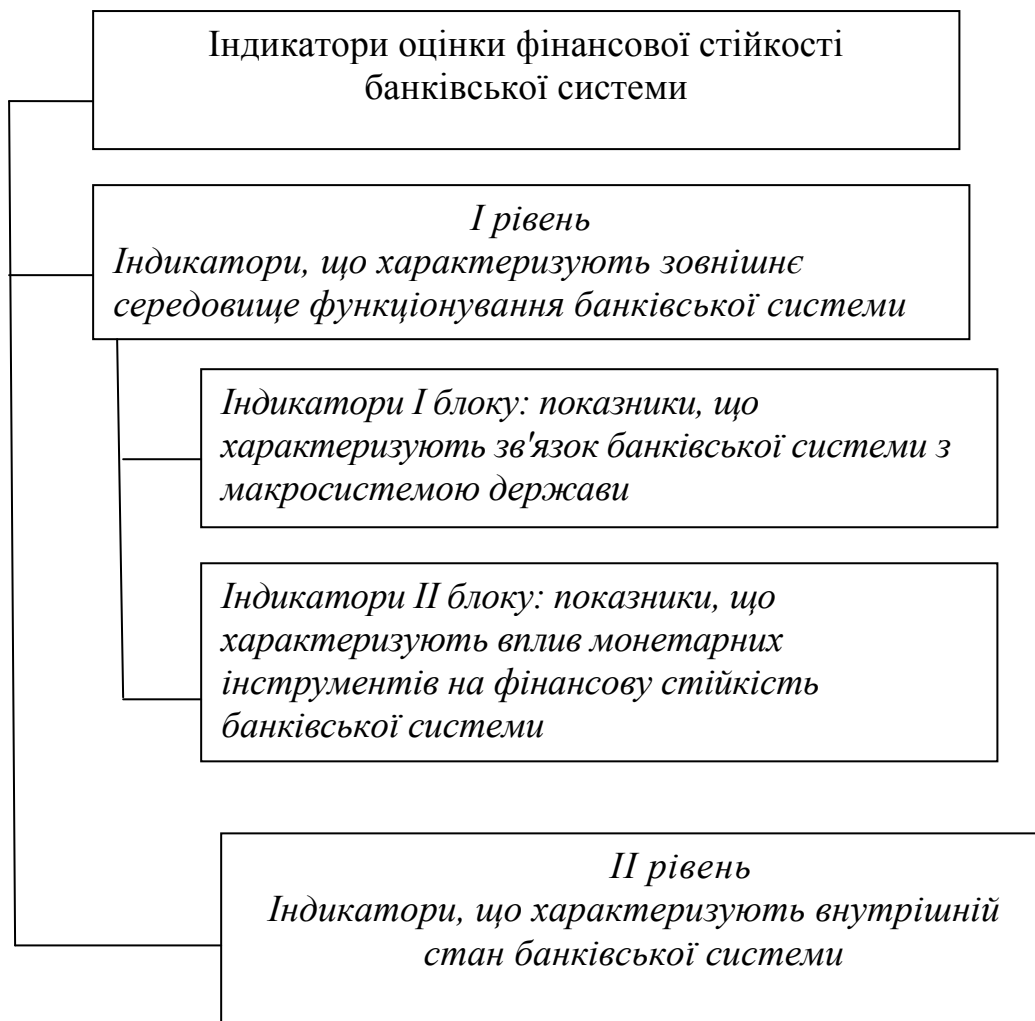 Індикатори оцінки фінансової стійкості
банківської системи
І рівень
Індикатори, що характеризують зовнішнє
середовище функціонування банківської системи
Індикатори І блоку: показники, що
характеризують зв'язок банківської системи з
макросистемою держави
Індикатори ІІ блоку: показники, що
характеризують вплив монетарних
інструментів на фінансову стійкість
банківської системи
ІІ рівень
Індикатори, що характеризують внутрішній
стан банківської системи